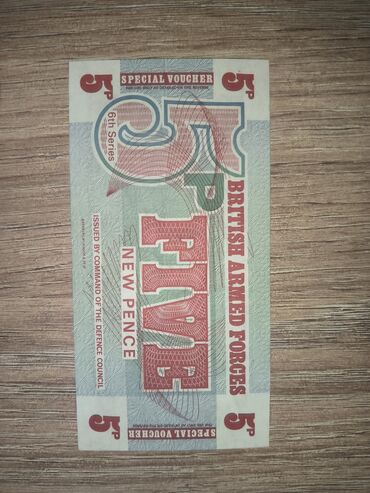 5P
SPECIAL VOUCHER
5P
BRITISH ARMED FORCES
5P
6th Series
FIVE
NEW PENCE
ISSUED BY COMMAND OF THE DEFENCE COUNCIL
5P
SPECIAL VOUCHER
5P